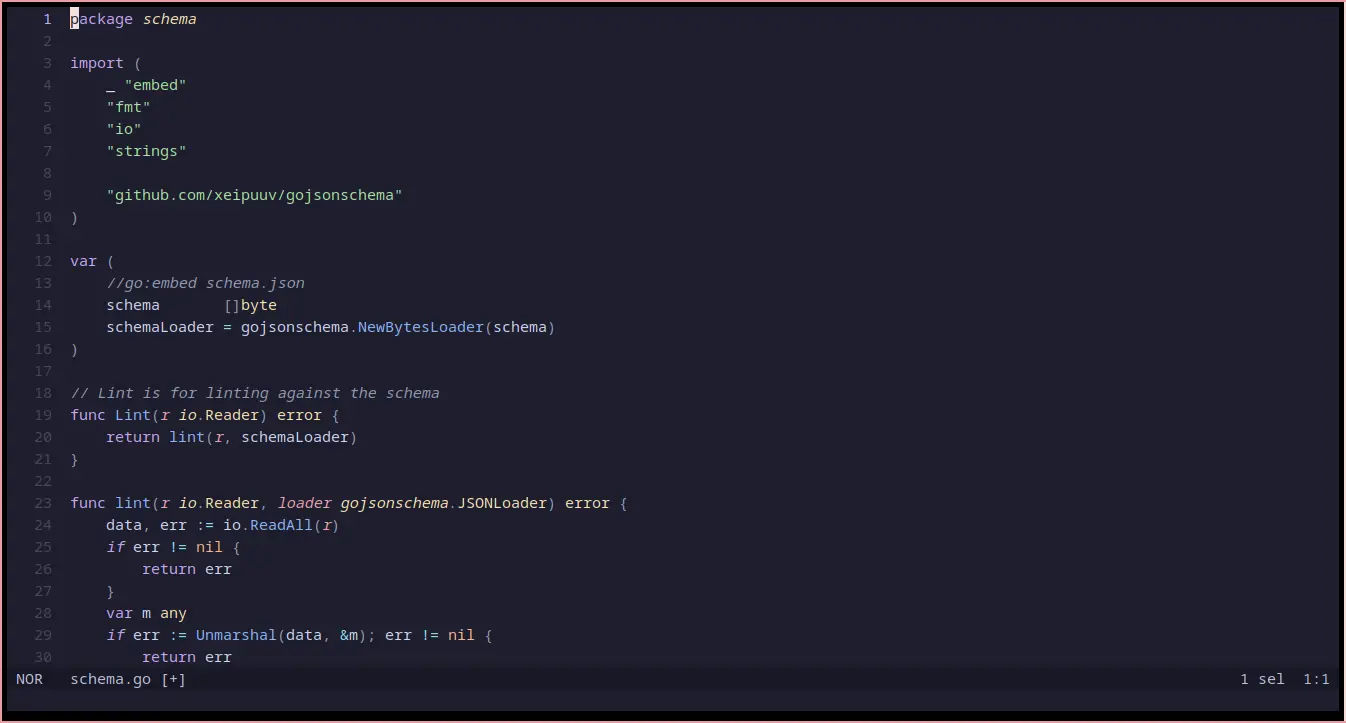 1 package schema
2
3 import (
4     _ "embed"
5     "fmt"
6     "io"
7     "strings"
8
9     "github.com/xeipuuv/gojsonschema"
10 )
11
12 var (
13     //go:embed schema.json
14     schema       []byte
15     schemaLoader = gojsonschema.NewBytesLoader(schema)
16 )
17
18 // Lint is for linting against the schema
19 func Lint(r io.Reader) error {
20     return lint(r, schemaLoader)
21 }
22
23 func lint(r io.Reader, loader gojsonschema.JSONLoader) error {
24     data, err := io.ReadAll(r)
25     if err != nil {
26         return err
27     }
28     var m any
29     if err := Unmarshal(data, &m); err != nil {
30         return err
NOR   schema.go [+]   1 sel  1:1